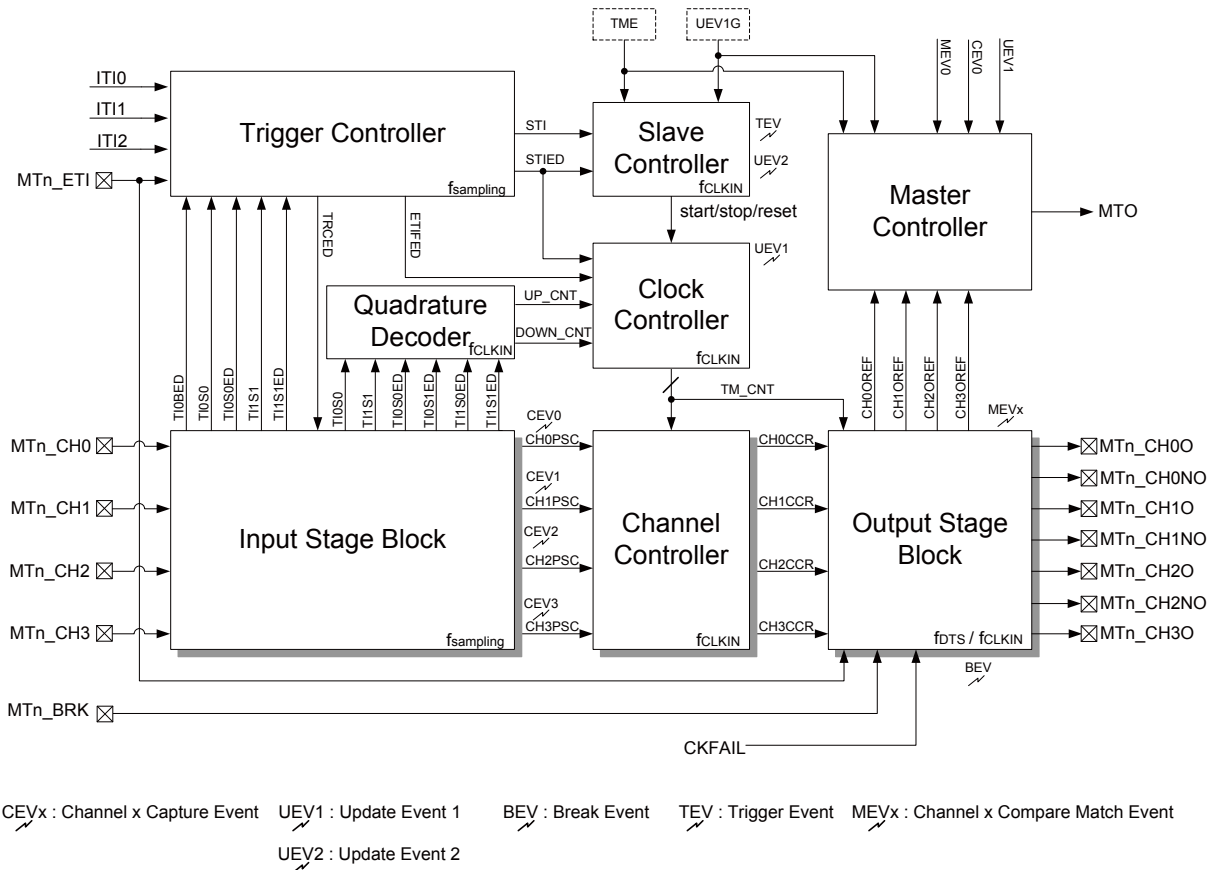 TME
UEV1G
MEV0
CEV0
UEV1
ITI0
ITI1
ITI2
MTn_ETI
Trigger Controller
fsampling
STI
STIED
Slave
Controller
fCLKIN
TEV
UEV2
start/stop/reset
Master
Controller
MTO
TRCED
ETIFED
UEV1
Clock
Controller
fCLKIN
Quadrature
Decoder
fCLKIN
UP_CNT
DOWN_CNT
TI0BED
TI0S0
TI0S0ED
TI1S1
TI1S1ED
TI0S0
TI1S1
TI0S0ED
TI0S1ED
TI1S0ED
TI1S1ED
TM_CNT
CH0OREF
CH1OREF
CH2OREF
CH3OREF
MEVx
MTn_CH0
MTn_CH1
MTn_CH2
MTn_CH3
Input Stage Block
fsampling
CEV0
CH0PSC
CEV1
CH1PSC
CEV2
CH2PSC
CEV3
CH3PSC
Channel
Controller
fCLKIN
CH0CCR
CH1CCR
CH2CCR
CH3CCR
Output Stage
Block
fDTS / fCLKIN
BEV
MTn_CH0O
MTn_CH0NO
MTn_CH1O
MTn_CH1NO
MTn_CH2O
MTn_CH2NO
MTn_CH3O
MTn_BRK
CKFAIL
CEVx : Channel x Capture Event UEV1 : Update Event 1 BEV : Break Event TEV : Trigger Event MEVx : Channel x Compare Match Event
UEV2 : Update Event 2